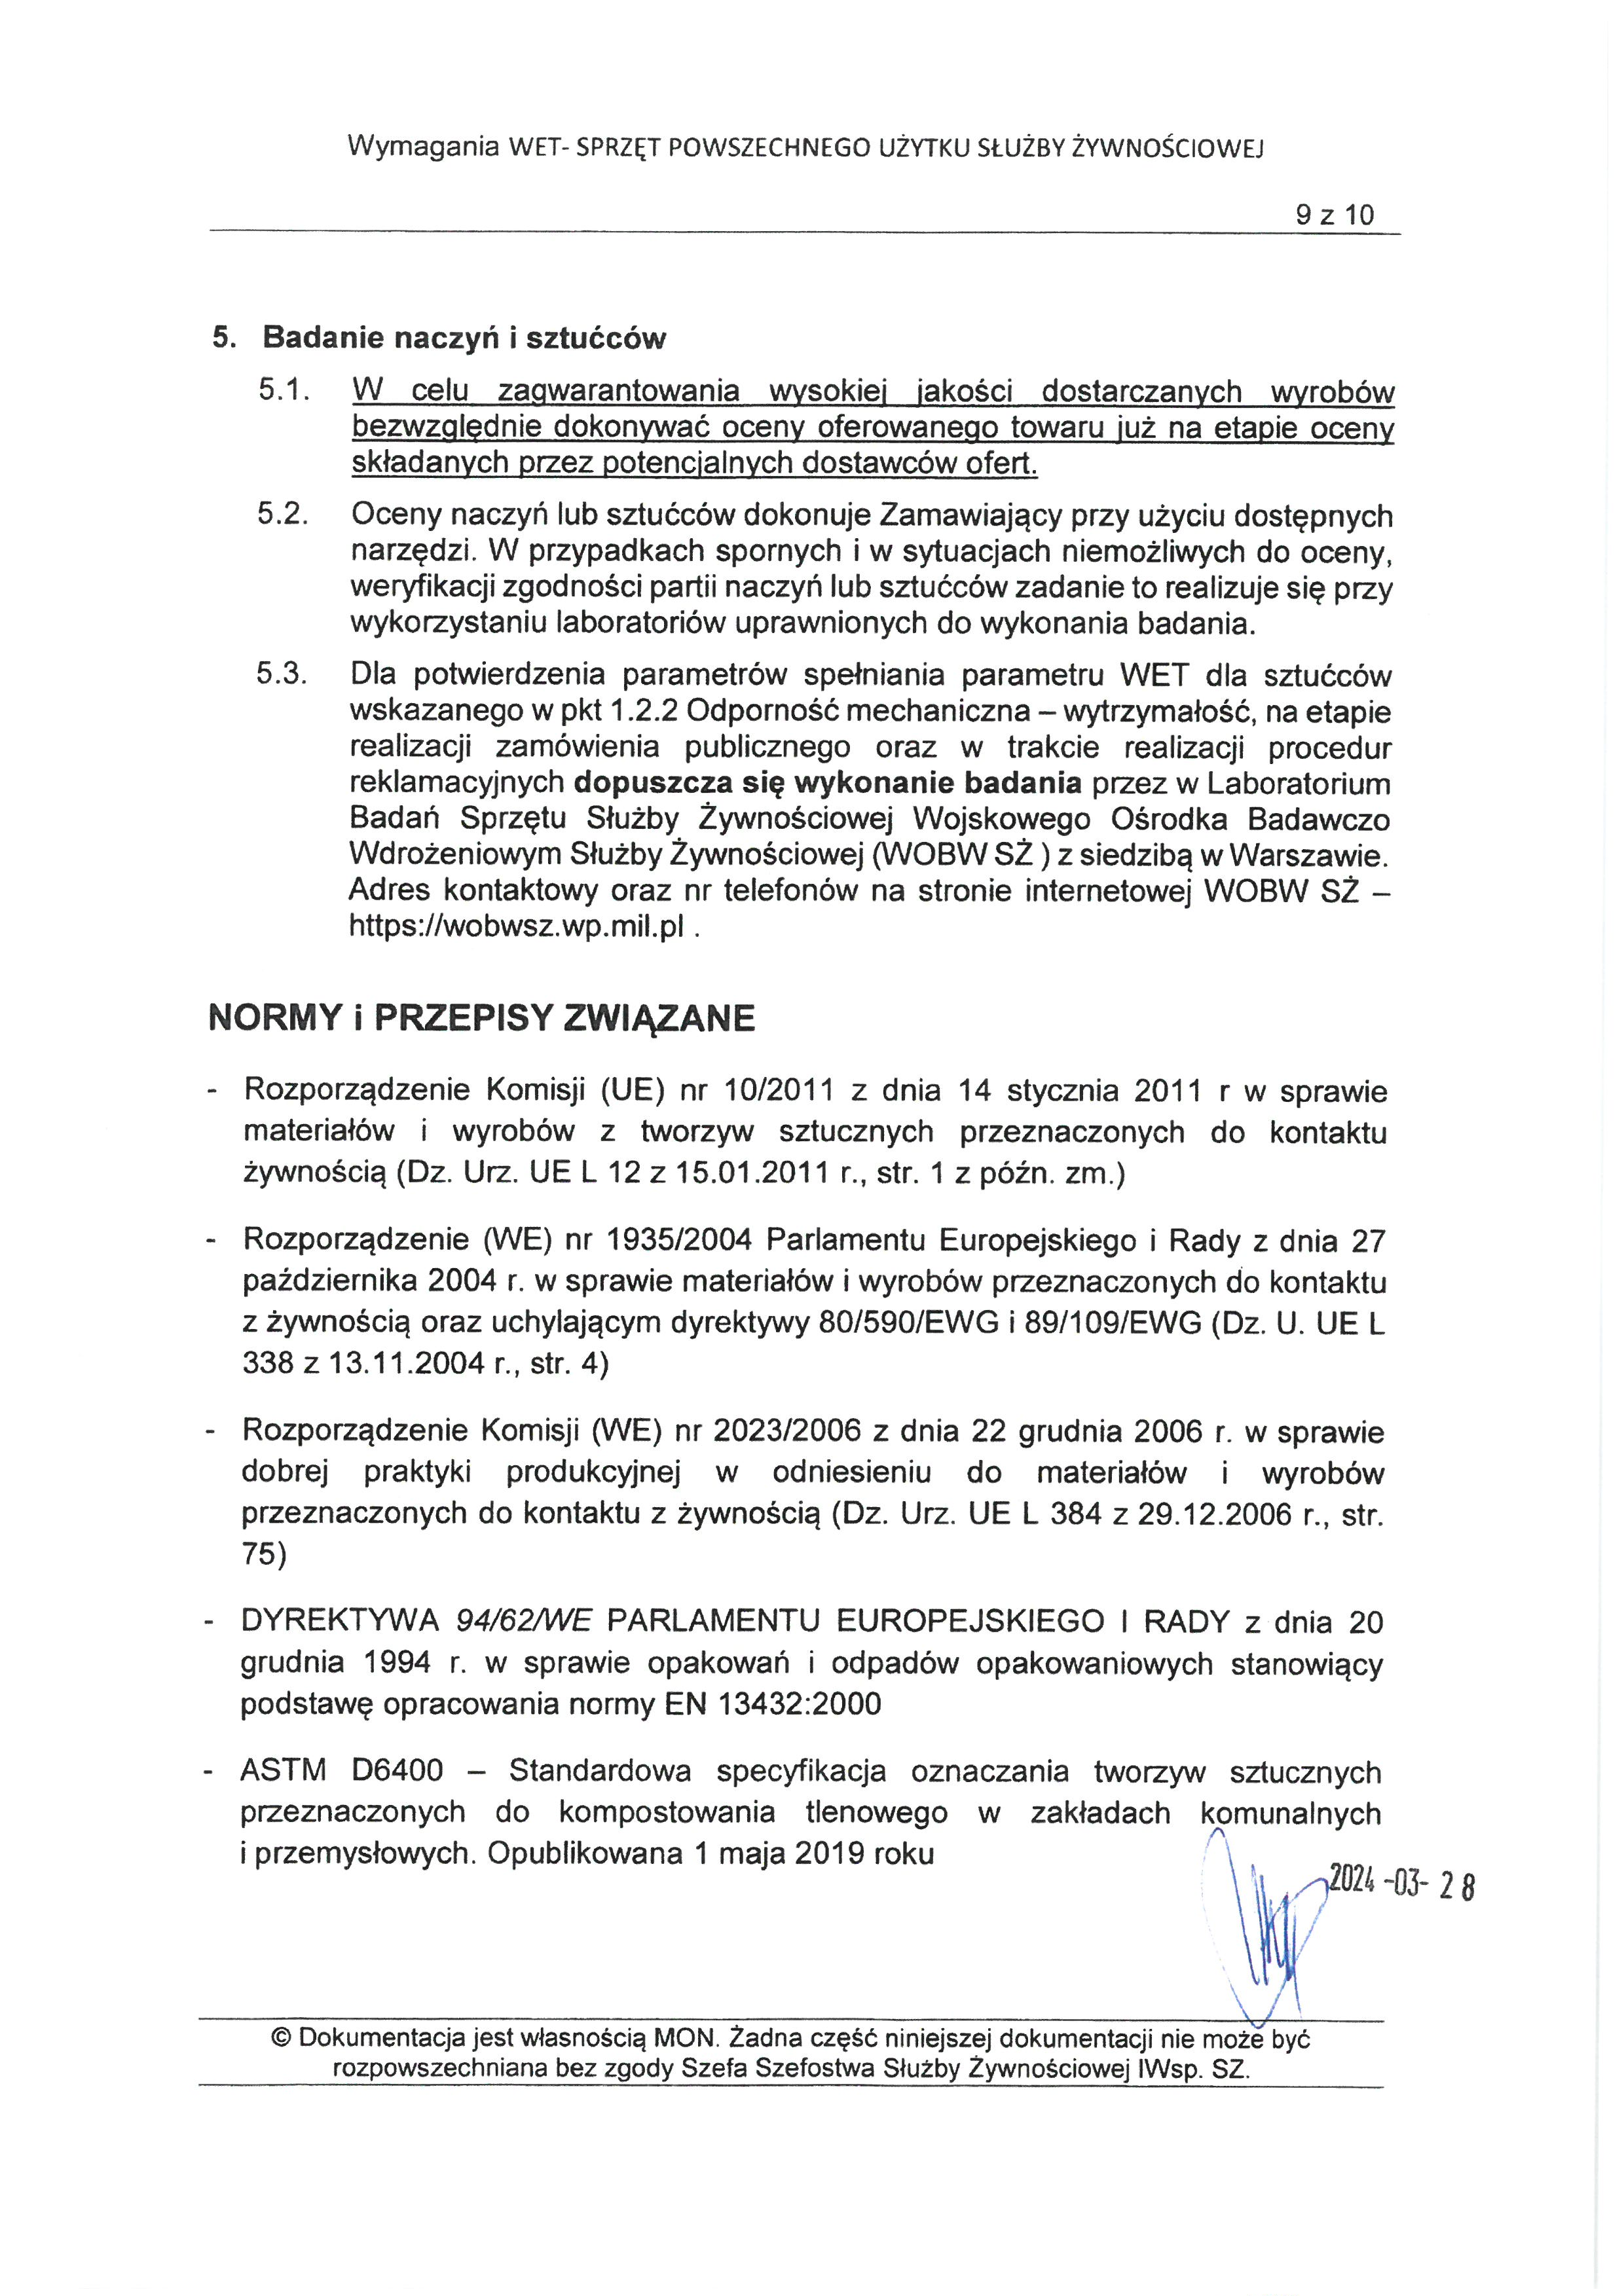 Wymagania WET- SPRZĘT POWSZECHNEGO UŻYTKU SŁUŻBY ŻYWNOŚCIOWEJ
9 z 10
5. Badanie naczyń i sztućców
5.1. W celu zagwarantowania wysokiej jakości dostarczanych wyrobów
bezwzględnie dokonywać oceny oferowanego towaru już na etapie oceny
składanych przez potencjalnych dostawców ofert.
5.2. Oceny naczyń lub sztućców dokonuje Zamawiający przy użyciu dostępnych
narzędzi. W przypadkach spornych i w sytuacjach niemożliwych do oceny,
weryfikacji zgodności partii naczyń lub sztućców zadanie to realizuje się przy
wykorzystaniu laboratoriów uprawnionych do wykonania badania.
5.3. Dla potwierdzenia parametrów spełniania parametru WET dla sztućców
wskazanego w pkt 1.2.2 Odporność mechaniczna – wytrzymałość, na etapie
realizacji zamówienia publicznego oraz w trakcie realizacji procedur
reklamacyjnych dopuszcza się wykonanie badania przez w Laboratorium
Badań Sprzętu Służby Żywnościowej Wojskowego Ośrodka Badawczo
Wdrożeniowym Służby Żywnościowej (WOBW SŻ ) z siedzibą w Warszawie.
Adres kontaktowy oraz nr telefonów na stronie internetowej WOBW SŻ –
https://wobwsz.wp.mil.pl .
NORMY i PRZEPISY ZWIĄZANE
- Rozporządzenie Komisji (UE) nr 10/2011 z dnia 14 stycznia 2011 r w sprawie
materiałów i wyrobów z tworzyw sztucznych przeznaczonych do kontaktu
żywnością (Dz. Urz. UE L 12 z 15.01.2011 r., str. 1 z późn. zm.)
- Rozporządzenie (WE) nr 1935/2004 Parlamentu Europejskiego i Rady z dnia 27
października 2004 r. w sprawie materiałów i wyrobów przeznaczonych do kontaktu
z żywnością oraz uchylającym dyrektywy 80/590/EWG i 89/109/EWG (Dz. U. UE L
338 z 13.11.2004 r., str. 4)
- Rozporządzenie Komisji (WE) nr 2023/2006 z dnia 22 grudnia 2006 r. w sprawie
dobrej praktyki produkcyjnej w odniesieniu do materiałów i wyrobów
przeznaczonych do kontaktu z żywnością (Dz. Urz. UE L 384 z 29.12.2006 r., str.
75)
- DYREKTYWA 94/62/WE PARLAMENTU EUROPEJSKIEGO I RADY z dnia 20
grudnia 1994 r. w sprawie opakowań i odpadów opakowaniowych stanowiący
podstawę opracowania normy EN 13432:2000
- ASTM D6400 – Standardowa specyfikacja oznaczania tworzyw sztucznych
przeznaczonych do kompostowania tlenowego w zakładach komunalnych
i przemysłowych. Opublikowana 1 maja 2019 roku
2024 -03- 28
© Dokumentacja jest własnością MON. Żadna część niniejszej dokumentacji nie może być
rozpowszechniana bez zgody Szefa Szefostwa Służby Żywnościowej IWsp. SZ.